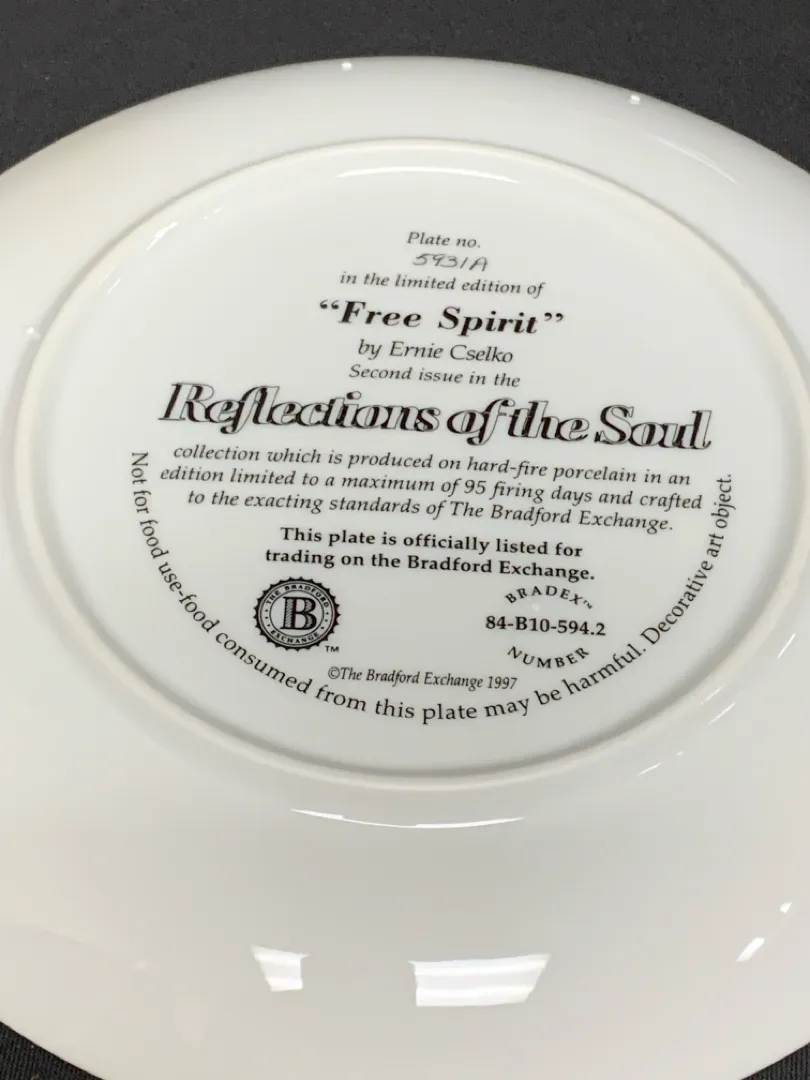 Plate no.
5931A
in the limited edition of
“Free Spirit”
by Ernie Cselko
Second issue in the
Reflections of the Soul
collection which is produced on hard-fire porcelain in an
edition limited to a maximum of 95 firing days and crafted
to the exacting standards of The Bradford Exchange.
This plate is officially listed for
trading on the Bradford Exchange.
THE BRADFORD
B
EXCHANGE
TM
BRADEX™
84-B10-594.2
NUMBER
©The Bradford Exchange 1997
Not for food use-food consumed from this plate may be harmful. Decorative art object.